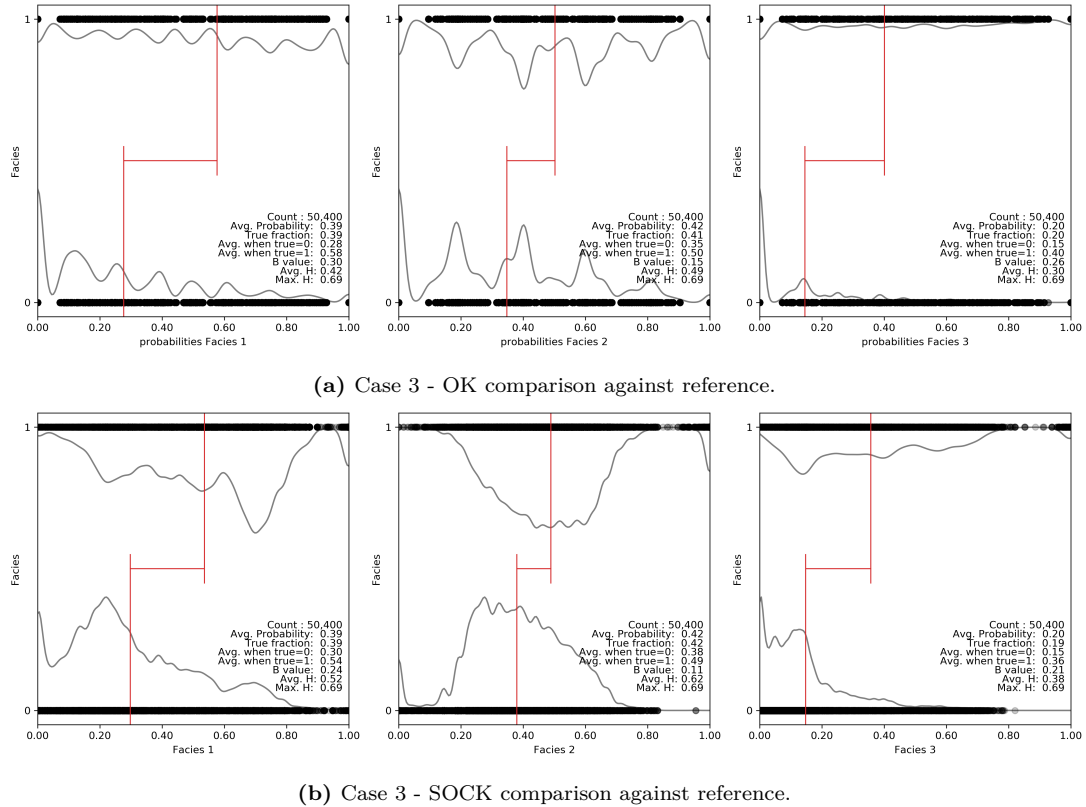 1
Facies
0
Count : 50,400
Avg. Probability: 0.39
True fraction: 0.39
Avg. when true=0: 0.28
Avg. when true=1: 0.58
B value: 0.30
Avg. H: 0.42
Max. H: 0.69
0.00 0.20 0.40 0.60 0.80 1.00
probabilities Facies 1
1
Facies
0
Count : 50,400
Avg. Probability: 0.42
True fraction: 0.41
Avg. when true=0: 0.35
Avg. when true=1: 0.50
B value: 0.15
Avg. H: 0.49
Max. H: 0.69
0.00 0.20 0.40 0.60 0.80 1.00
probabilities Facies 2
1
Facies
0
Count : 50,400
Avg. Probability: 0.20
True fraction: 0.20
Avg. when true=0: 0.15
Avg. when true=1: 0.40
B value: 0.26
Avg. H: 0.30
Max. H: 0.69
0.00 0.20 0.40 0.60 0.80 1.00
probabilities Facies 3
(a) Case 3 - OK comparison against reference.
1
Facies
0
Count : 50,400
Avg. Probability: 0.39
True fraction: 0.39
Avg. when true=0: 0.30
Avg. when true=1: 0.54
B value: 0.24
Avg. H: 0.52
Max. H: 0.69
0.00 0.20 0.40 0.60 0.80 1.00
Facies 1
1
Facies
0
Count : 50,400
Avg. Probability: 0.42
True fraction: 0.42
Avg. when true=0: 0.38
Avg. when true=1: 0.49
B value: 0.11
Avg. H: 0.62
Max. H: 0.69
0.00 0.20 0.40 0.60 0.80 1.00
Facies 2
1
Facies
0
Count : 50,400
Avg. Probability: 0.20
True fraction: 0.19
Avg. when true=0: 0.15
Avg. when true=1: 0.36
B value: 0.21
Avg. H: 0.38
Max. H: 0.69
0.00 0.20 0.40 0.60 0.80 1.00
Facies 3
(b) Case 3 - SOCK comparison against reference.